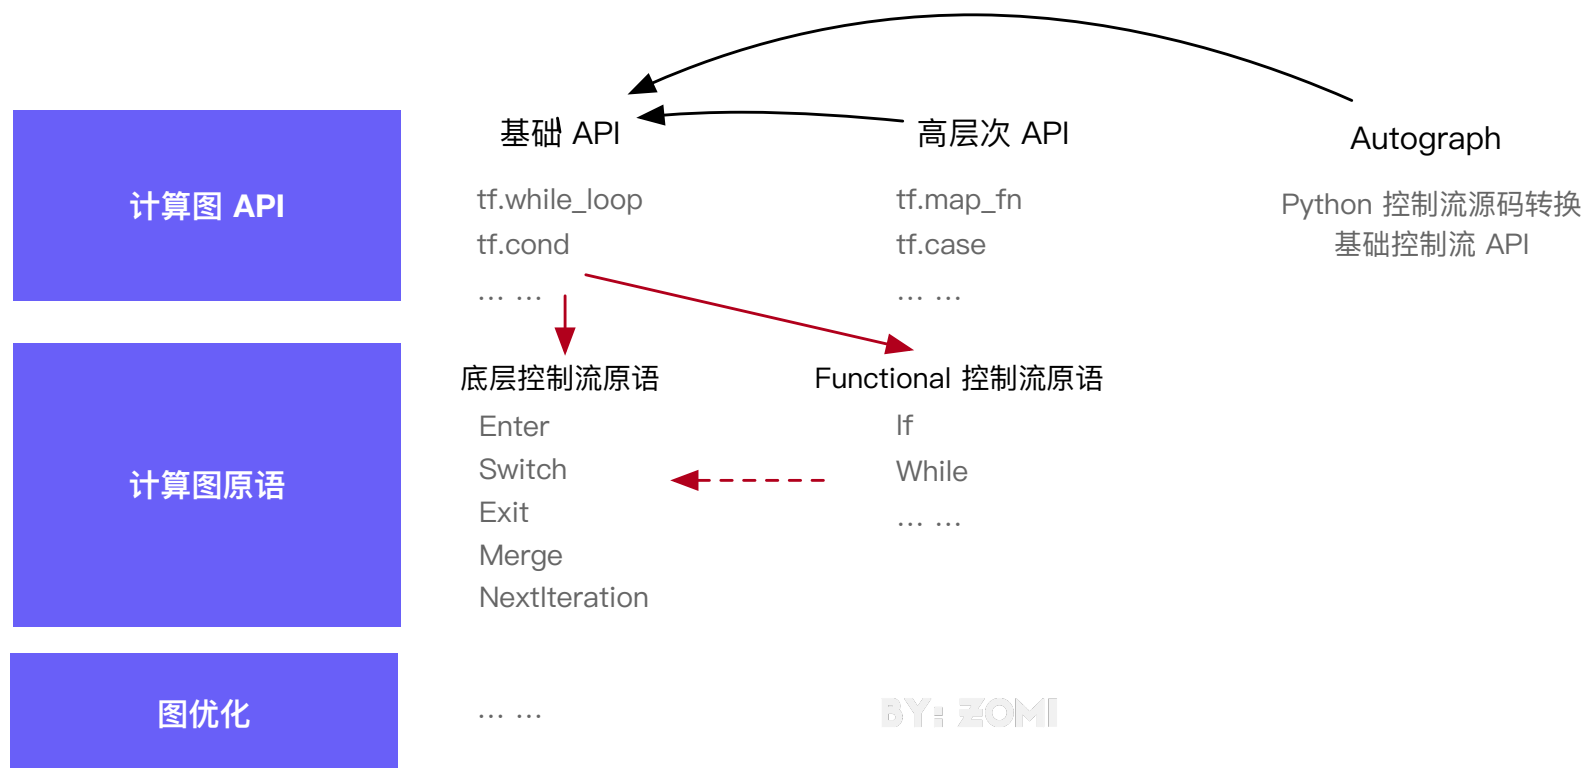 计算图 API
基础 API
tf.while_loop
tf.cond
... ...
高层次 API
tf.map_fn
tf.case
... ...
Autograph
Python 控制流源码转换
基础控制流 API
计算图原语
底层控制流原语
Enter
Switch
Exit
Merge
NextIteration
Functional 控制流原语
If
While
... ...
图优化
... ...
BY: ZOMI